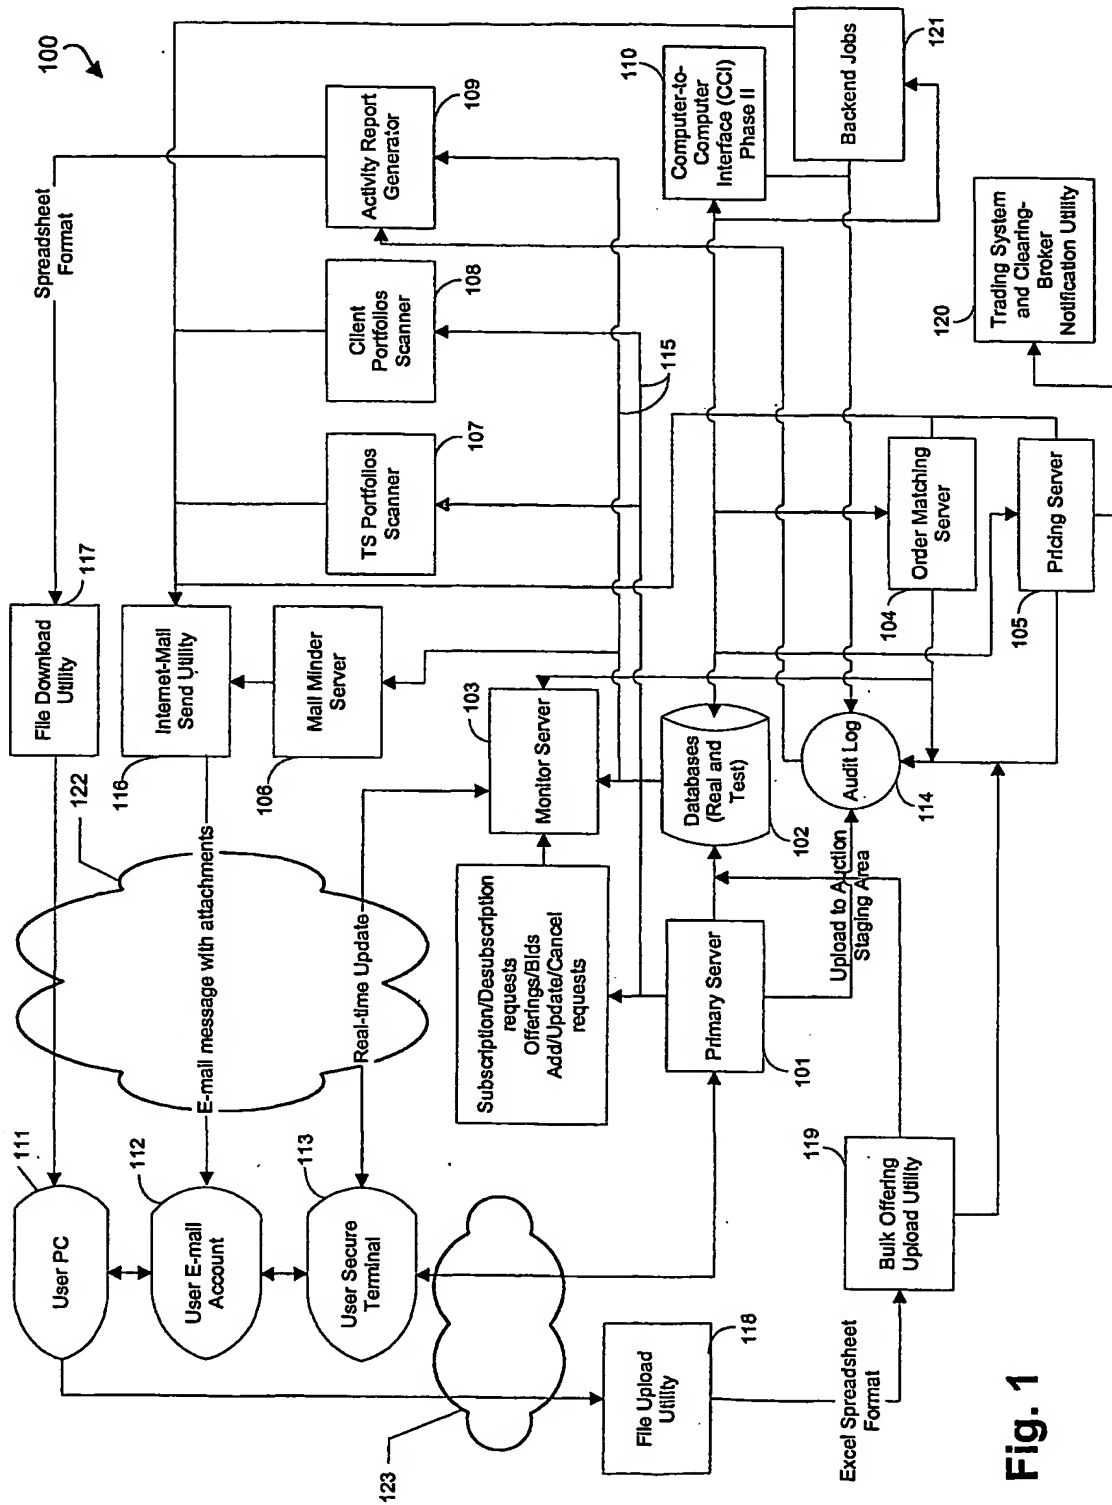 123
111
User PC
112
User E-mail
Account
113
User Secure
Terminal
122
E-mail message with attachments
Real-time Update
117
File Download
Utility
116
Internet-Mail
Send Utility
106
Mail Minder
Server
Spreadsheet
Format
100
107
TS Portfolios
Scanner
108
Client
Portfolios
Scanner
109
Activity Report
Generator
103
Monitor Server
Subscription/Desubscription
requests
Offerings/Bids
Add/Update/Cancel
requests
115
118
File Upload
Utility
101
Primary Server
102
Databases
(Real and
Test)
110
Computer-to-
Computer
Interface (CCI)
Phase II
Excel Spreadsheet
Format
119
Bulk Offering
Upload Utility
Upload to Auction
Staging Area
114
Audit Log
104
Order Matching
Server
121
Backend Jobs
105
Pricing Server
120
Trading System
and Clearing-
Broker
Notification Utility
Fig. 1